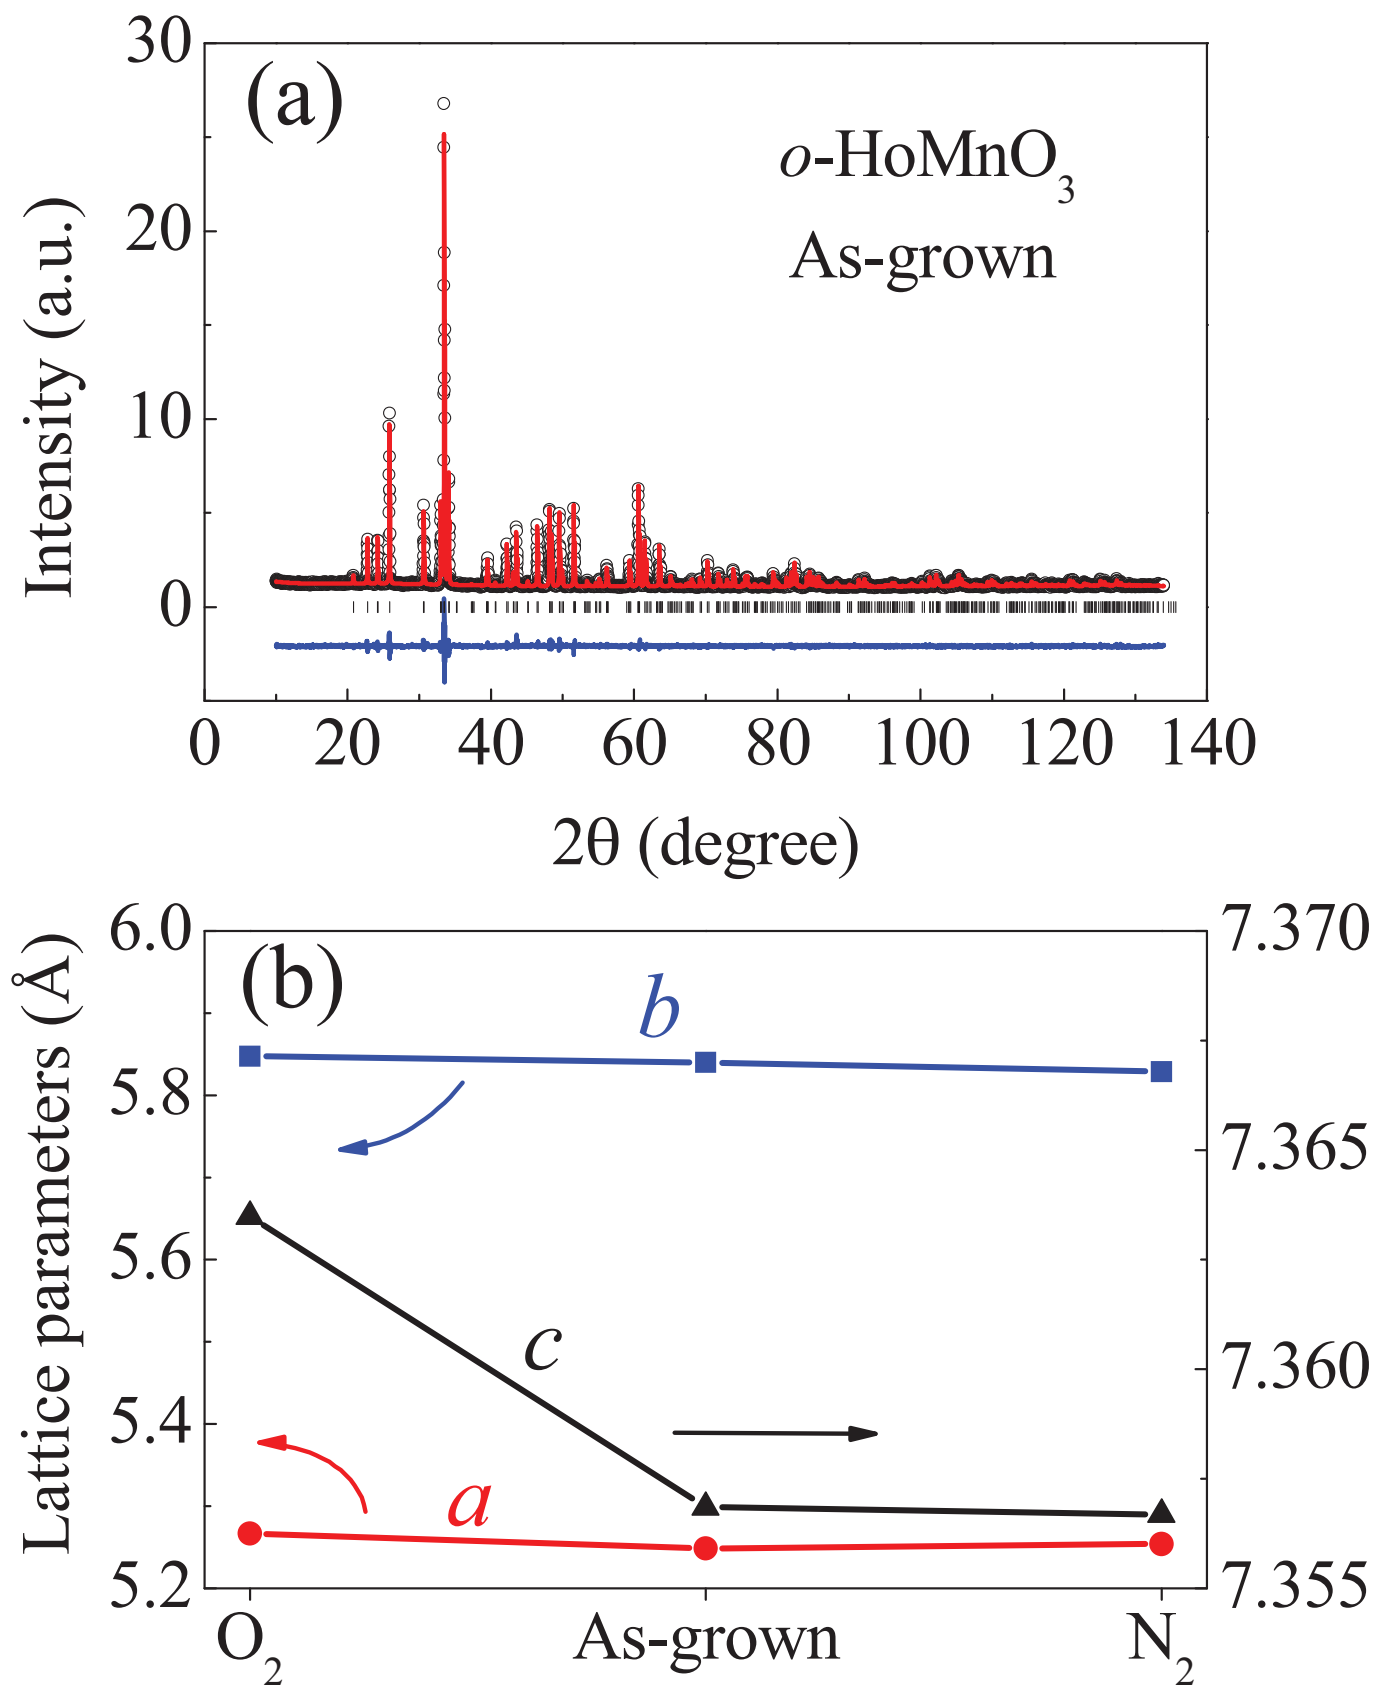 30
(a)
o-HoMnO₃
20
As-grown
10
0
Intensity (a.u.)
0 20 40 60 80 100 120 140
2θ (degree)
6.0
7.370
(b)
b
5.8
7.365
5.6
c
7.360
5.4
a
5.2
7.355
Lattice parameters (Å)
O₂ As-grown N₂